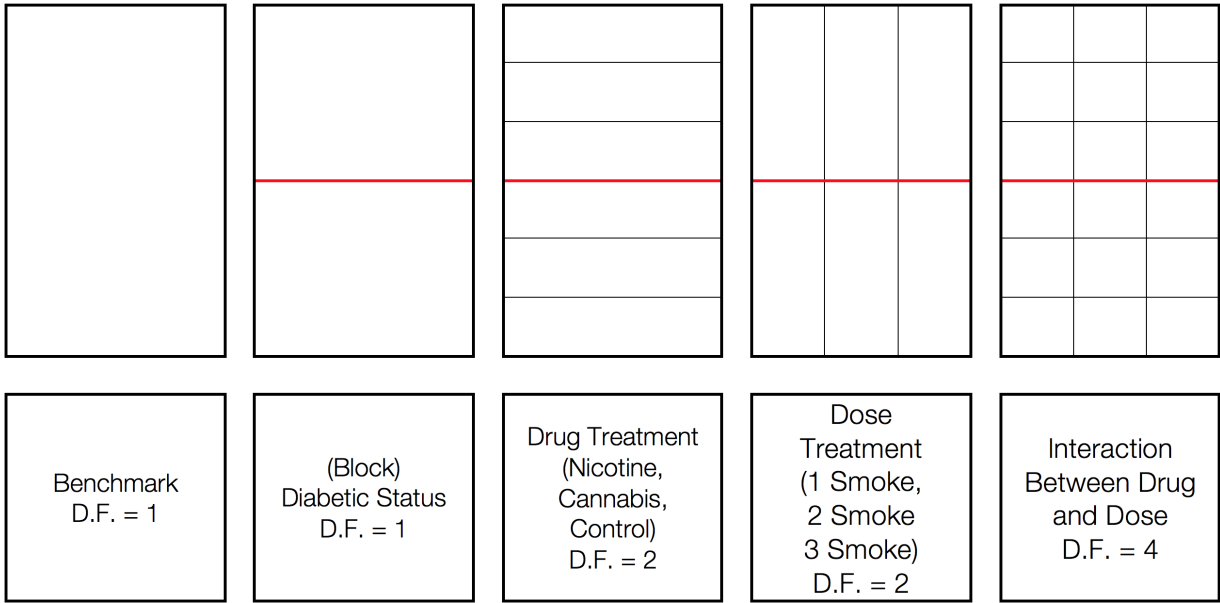 Benchmark
D.F. = 1
(Block)
Diabetic Status
D.F. = 1
Drug Treatment
(Nicotine,
Cannabis,
Control)
D.F. = 2
Dose
Treatment
(1 Smoke,
2 Smoke
3 Smoke)
D.F. = 2
Interaction
Between Drug
and Dose
D.F. = 4